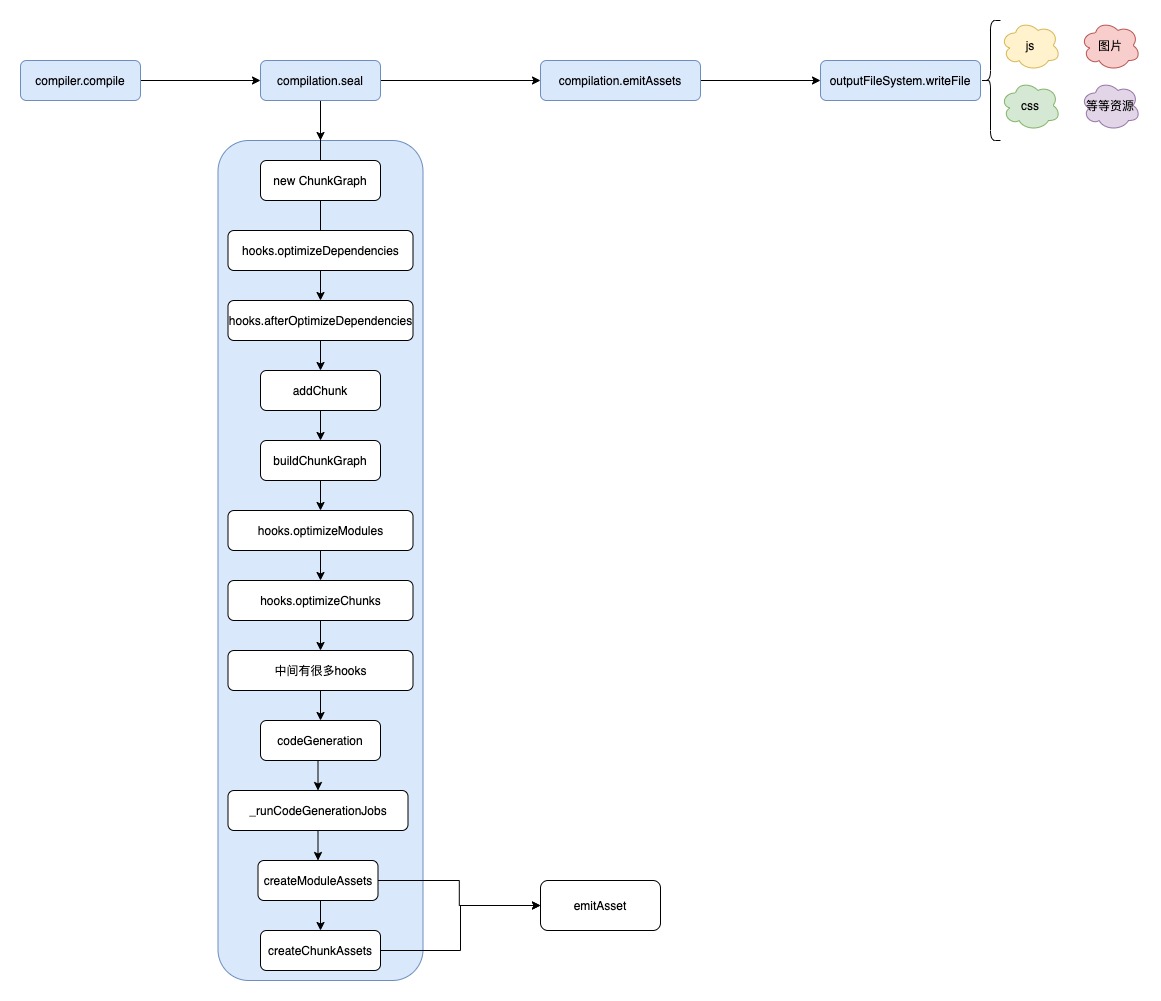 compiler.compile
compilation.seal
compilation.emitAssets
outputFileSystem.writeFile
js
图片
css
等等资源
new ChunkGraph
hooks.optimizeDependencies
hooks.afterOptimizeDependencies
addChunk
buildChunkGraph
hooks.optimizeModules
hooks.optimizeChunks
中间有很多hooks
codeGeneration
_runCodeGenerationJobs
createModuleAssets
emitAsset
createChunkAssets